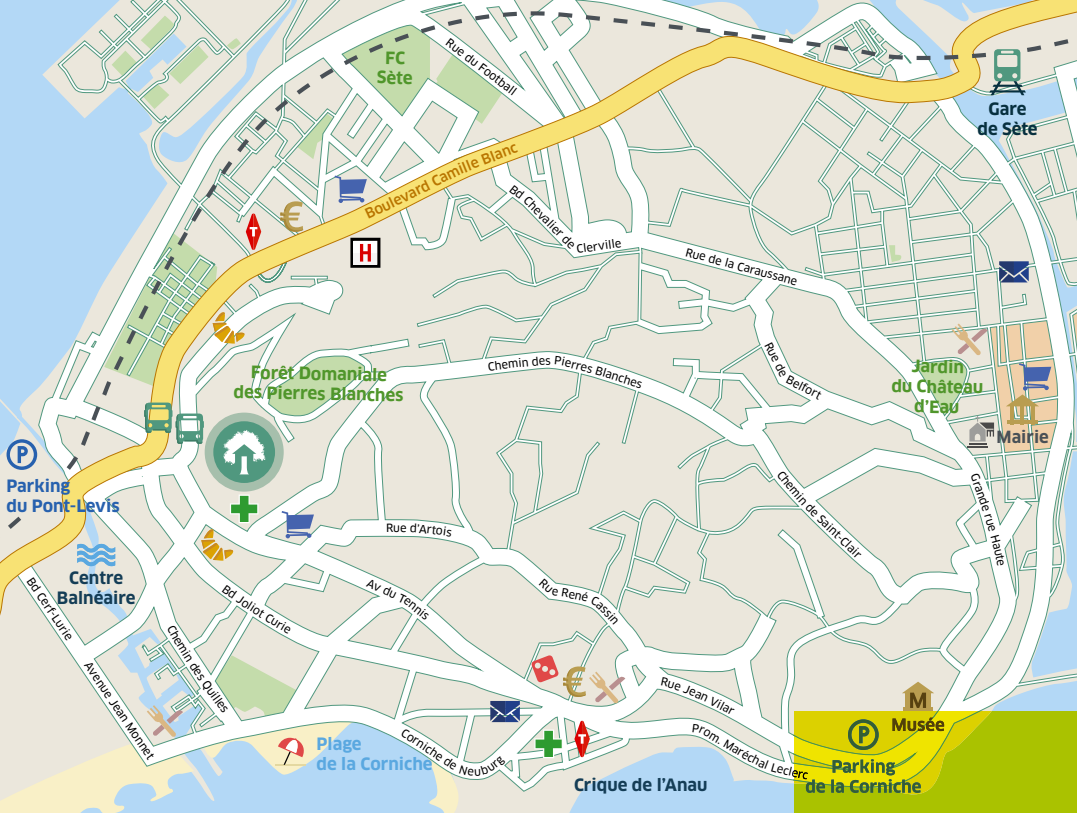 FC
Sète
Rue du Football
Gare
de Sète
Boulevard Camille Blanc
€
T
H
Bd Chevalier de Clerville
Rue de la Caraussane
Forêt Domaniale
des Pierres Blanches
Chemin des Pierres Blanches
Rue de Belfort
Jardin
du Château
d'Eau
Mairie
P
Parking
du Pont-Levis
Chemin de Saint-Clair
Grande rue Haute
Rue d'Artois
Centre
Balnéaire
Bd Cerf-Lurie
Bd Joliot Curie
Av du Tennis
Rue René Cassin
Chemin des Quilles
Avenue Jean Monnet
€
Rue Jean Vilar
M
Musée
Plage
de la Corniche
Corniche de Neuburg
T
Prom. Maréchal Leclerc
P
Parking
de la Corniche
Crique de l'Anau